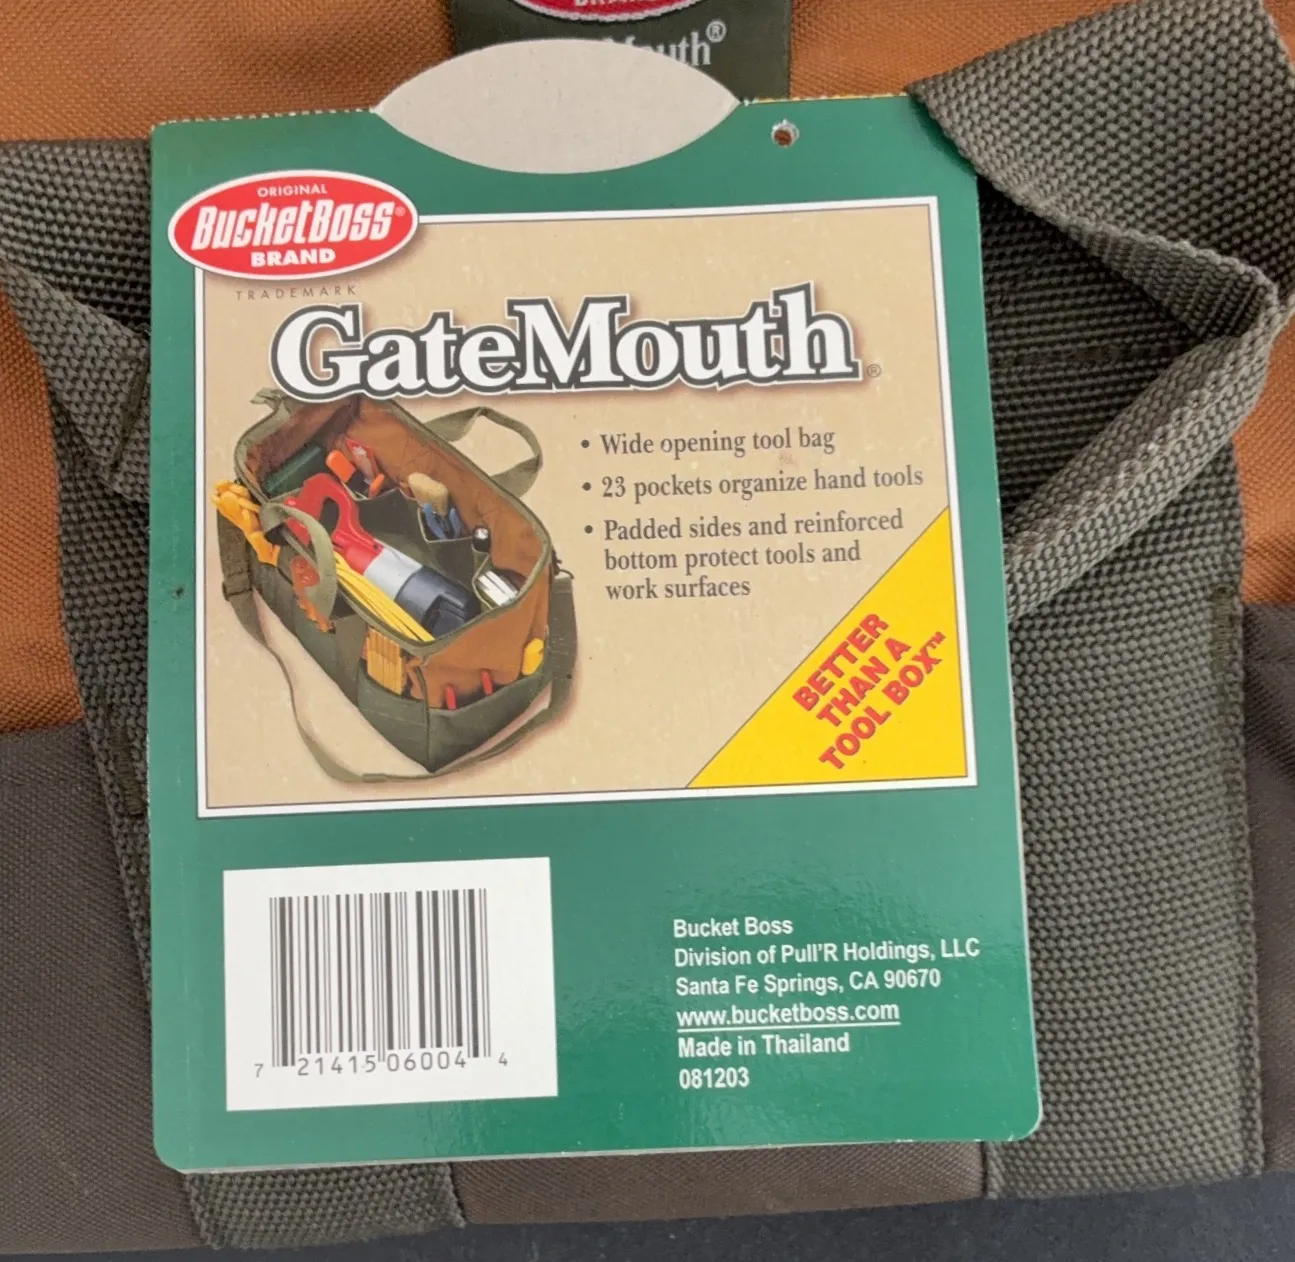 outh®
ORIGINAL
BUCKETBOSS®
BRAND
TRADEMARK
GateMouth®
• Wide opening tool bag
• 23 pockets organize hand tools
• Padded sides and reinforced
bottom protect tools and
work surfaces
BETTER
THAN A
TOOL BOX™
7 21415 06004 4
Bucket Boss
Division of Pull'R Holdings, LLC
Santa Fe Springs, CA 90670
www.bucketboss.com
Made in Thailand
081203